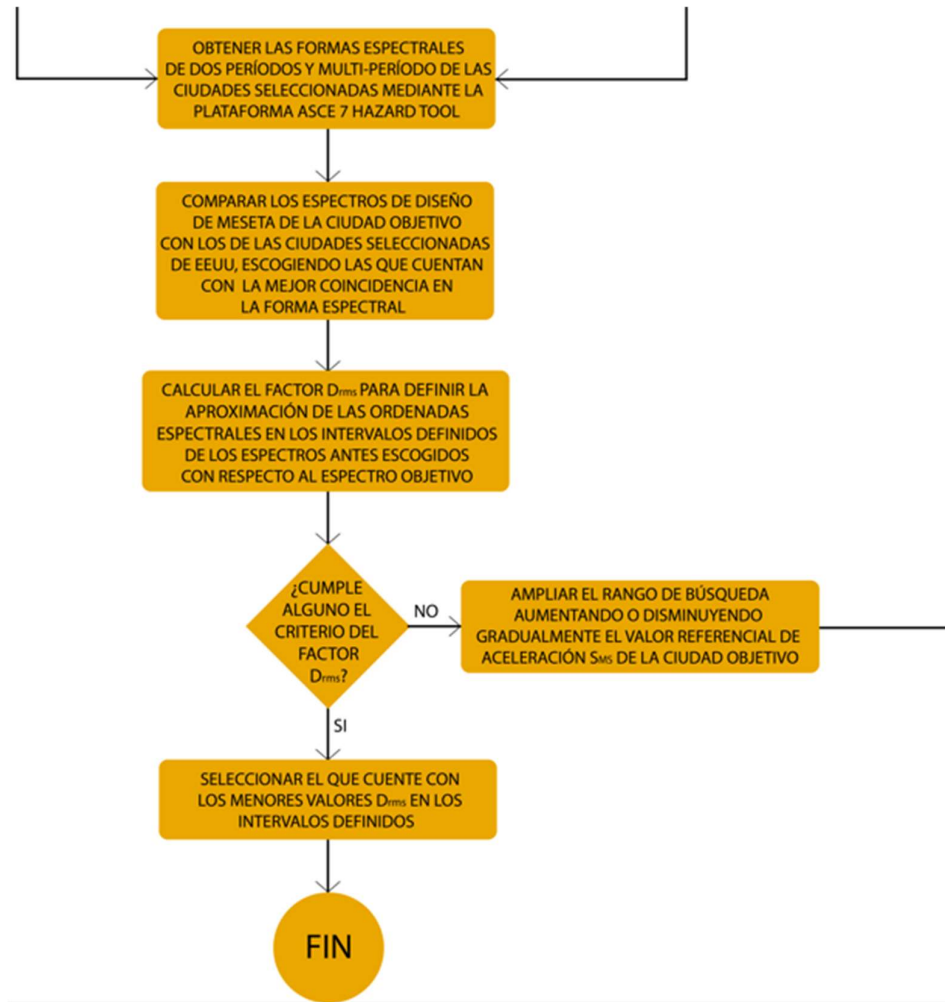 OBTENER LAS FORMAS ESPECTRALES
DE DOS PERÍODOS Y MULTI-PERÍODO DE LAS
CIUDADES SELECCIONADAS MEDIANTE LA
PLATAFORMA ASCE 7 HAZARD TOOL
COMPARAR LOS ESPECTROS DE DISEÑO
DE MESETA DE LA CIUDAD OBJETIVO
CON LOS DE LAS CIUDADES SELECCIONADAS
DE EEUU, ESCOGIENDO LAS QUE CUENTAN
CON LA MEJOR COINCIDENCIA EN
LA FORMA ESPECTRAL
CALCULAR EL FACTOR Drms PARA DEFINIR LA
APROXIMACIÓN DE LAS ORDENADAS
ESPECTRALES EN LOS INTERVALOS DEFINIDOS
DE LOS ESPECTROS ANTES ESCOGIDOS
CON RESPECTO AL ESPECTRO OBJETIVO
¿CUMPLE
ALGUNO EL
CRITERIO DEL
FACTOR
Drms?
NO
AMPLIAR EL RANGO DE BÚSQUEDA
AUMENTANDO O DISMINUYENDO
GRADUALMENTE EL VALOR REFERENCIAL DE
ACELERACIÓN SMS DE LA CIUDAD OBJETIVO
SI
SELECCIONAR EL QUE CUENTE CON
LOS MENORES VALORES Drms EN LOS
INTERVALOS DEFINIDOS
FIN